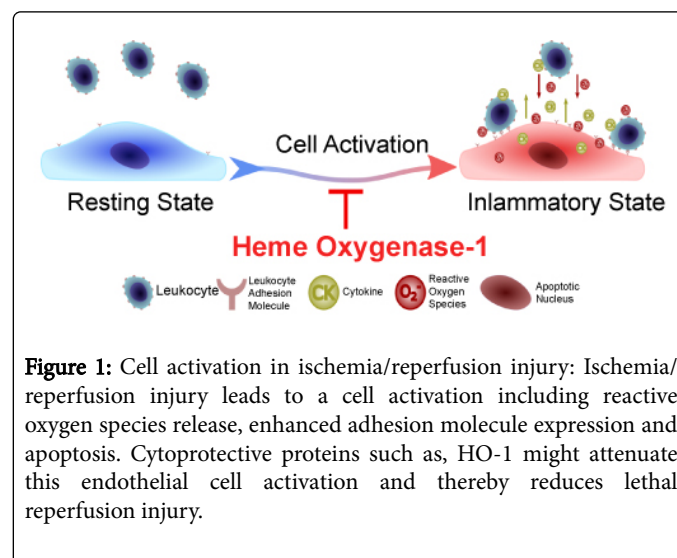 Cell Activation
Resting State
Inlammatory State
Heme Oxygenase-1
Leukocyte
Leukocyte
Adhesion
Molecule
CK
Cytokine
O₂⁻
Reactive
Oxygen
Species
Apoptotic
Nucleus
Figure 1: Cell activation in ischemia/reperfusion injury: Ischemia/
reperfusion injury leads to a cell activation including reactive
oxygen species release, enhanced adhesion molecule expression and
apoptosis. Cytoprotective proteins such as, HO-1 might attenuate
this endothelial cell activation and thereby reduces lethal
reperfusion injury.